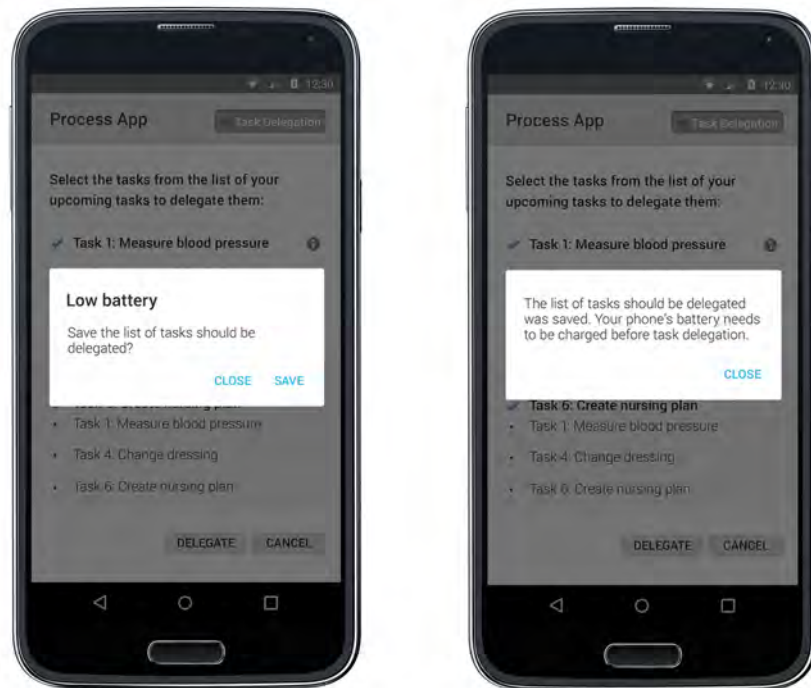 12:30
Process App
Task Delegation
Select the tasks from the list of your
upcoming tasks to delegate them:
Task 1: Measure blood pressure
Low battery
Save the list of tasks should be
delegated?
CLOSE SAVE
Task 6: Create nursing plan
• Task 1: Measure blood pressure
• Task 4: Change dressing
• Task 6: Create nursing plan
DELEGATE CANCEL
12:30
Process App
Task Delegation
Select the tasks from the list of your
upcoming tasks to delegate them:
Task 1: Measure blood pressure
The list of tasks should be delegated
was saved. Your phone's battery needs
to be charged before task delegation.
CLOSE
Task 6: Create nursing plan
• Task 1: Measure blood pressure
• Task 4: Change dressing
• Task 6: Create nursing plan
DELEGATE CANCEL